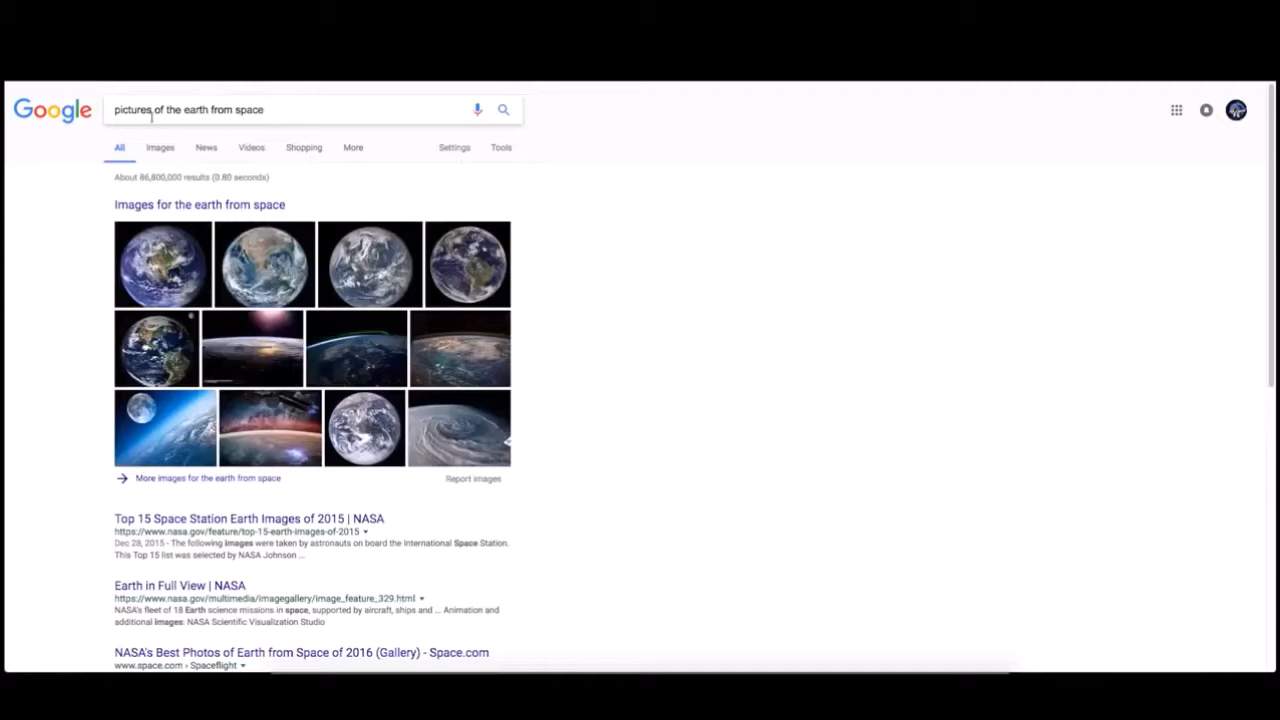 Google
pictures of the earth from space
All Images News Videos Shopping More Settings Tools
About 86,800,000 results (0.80 seconds)
Images for the earth from space
More images for the earth from space
Report images
Top 15 Space Station Earth Images of 2015 | NASA
https://www.nasa.gov/feature/top-15-earth-images-of-2015
Dec 28, 2015 - The following images were taken by astronauts on board the International Space Station.
This Top 15 list was selected by NASA Johnson ...
Earth in Full View | NASA
https://www.nasa.gov/multimedia/imagegallery/image_feature_329.html
NASA's fleet of 18 Earth science missions in space, supported by aircraft, ships and ... Animation and
additional images: NASA Scientific Visualization Studio
NASA's Best Photos of Earth from Space of 2016 (Gallery) - Space.com
www.space.com › Spaceflight